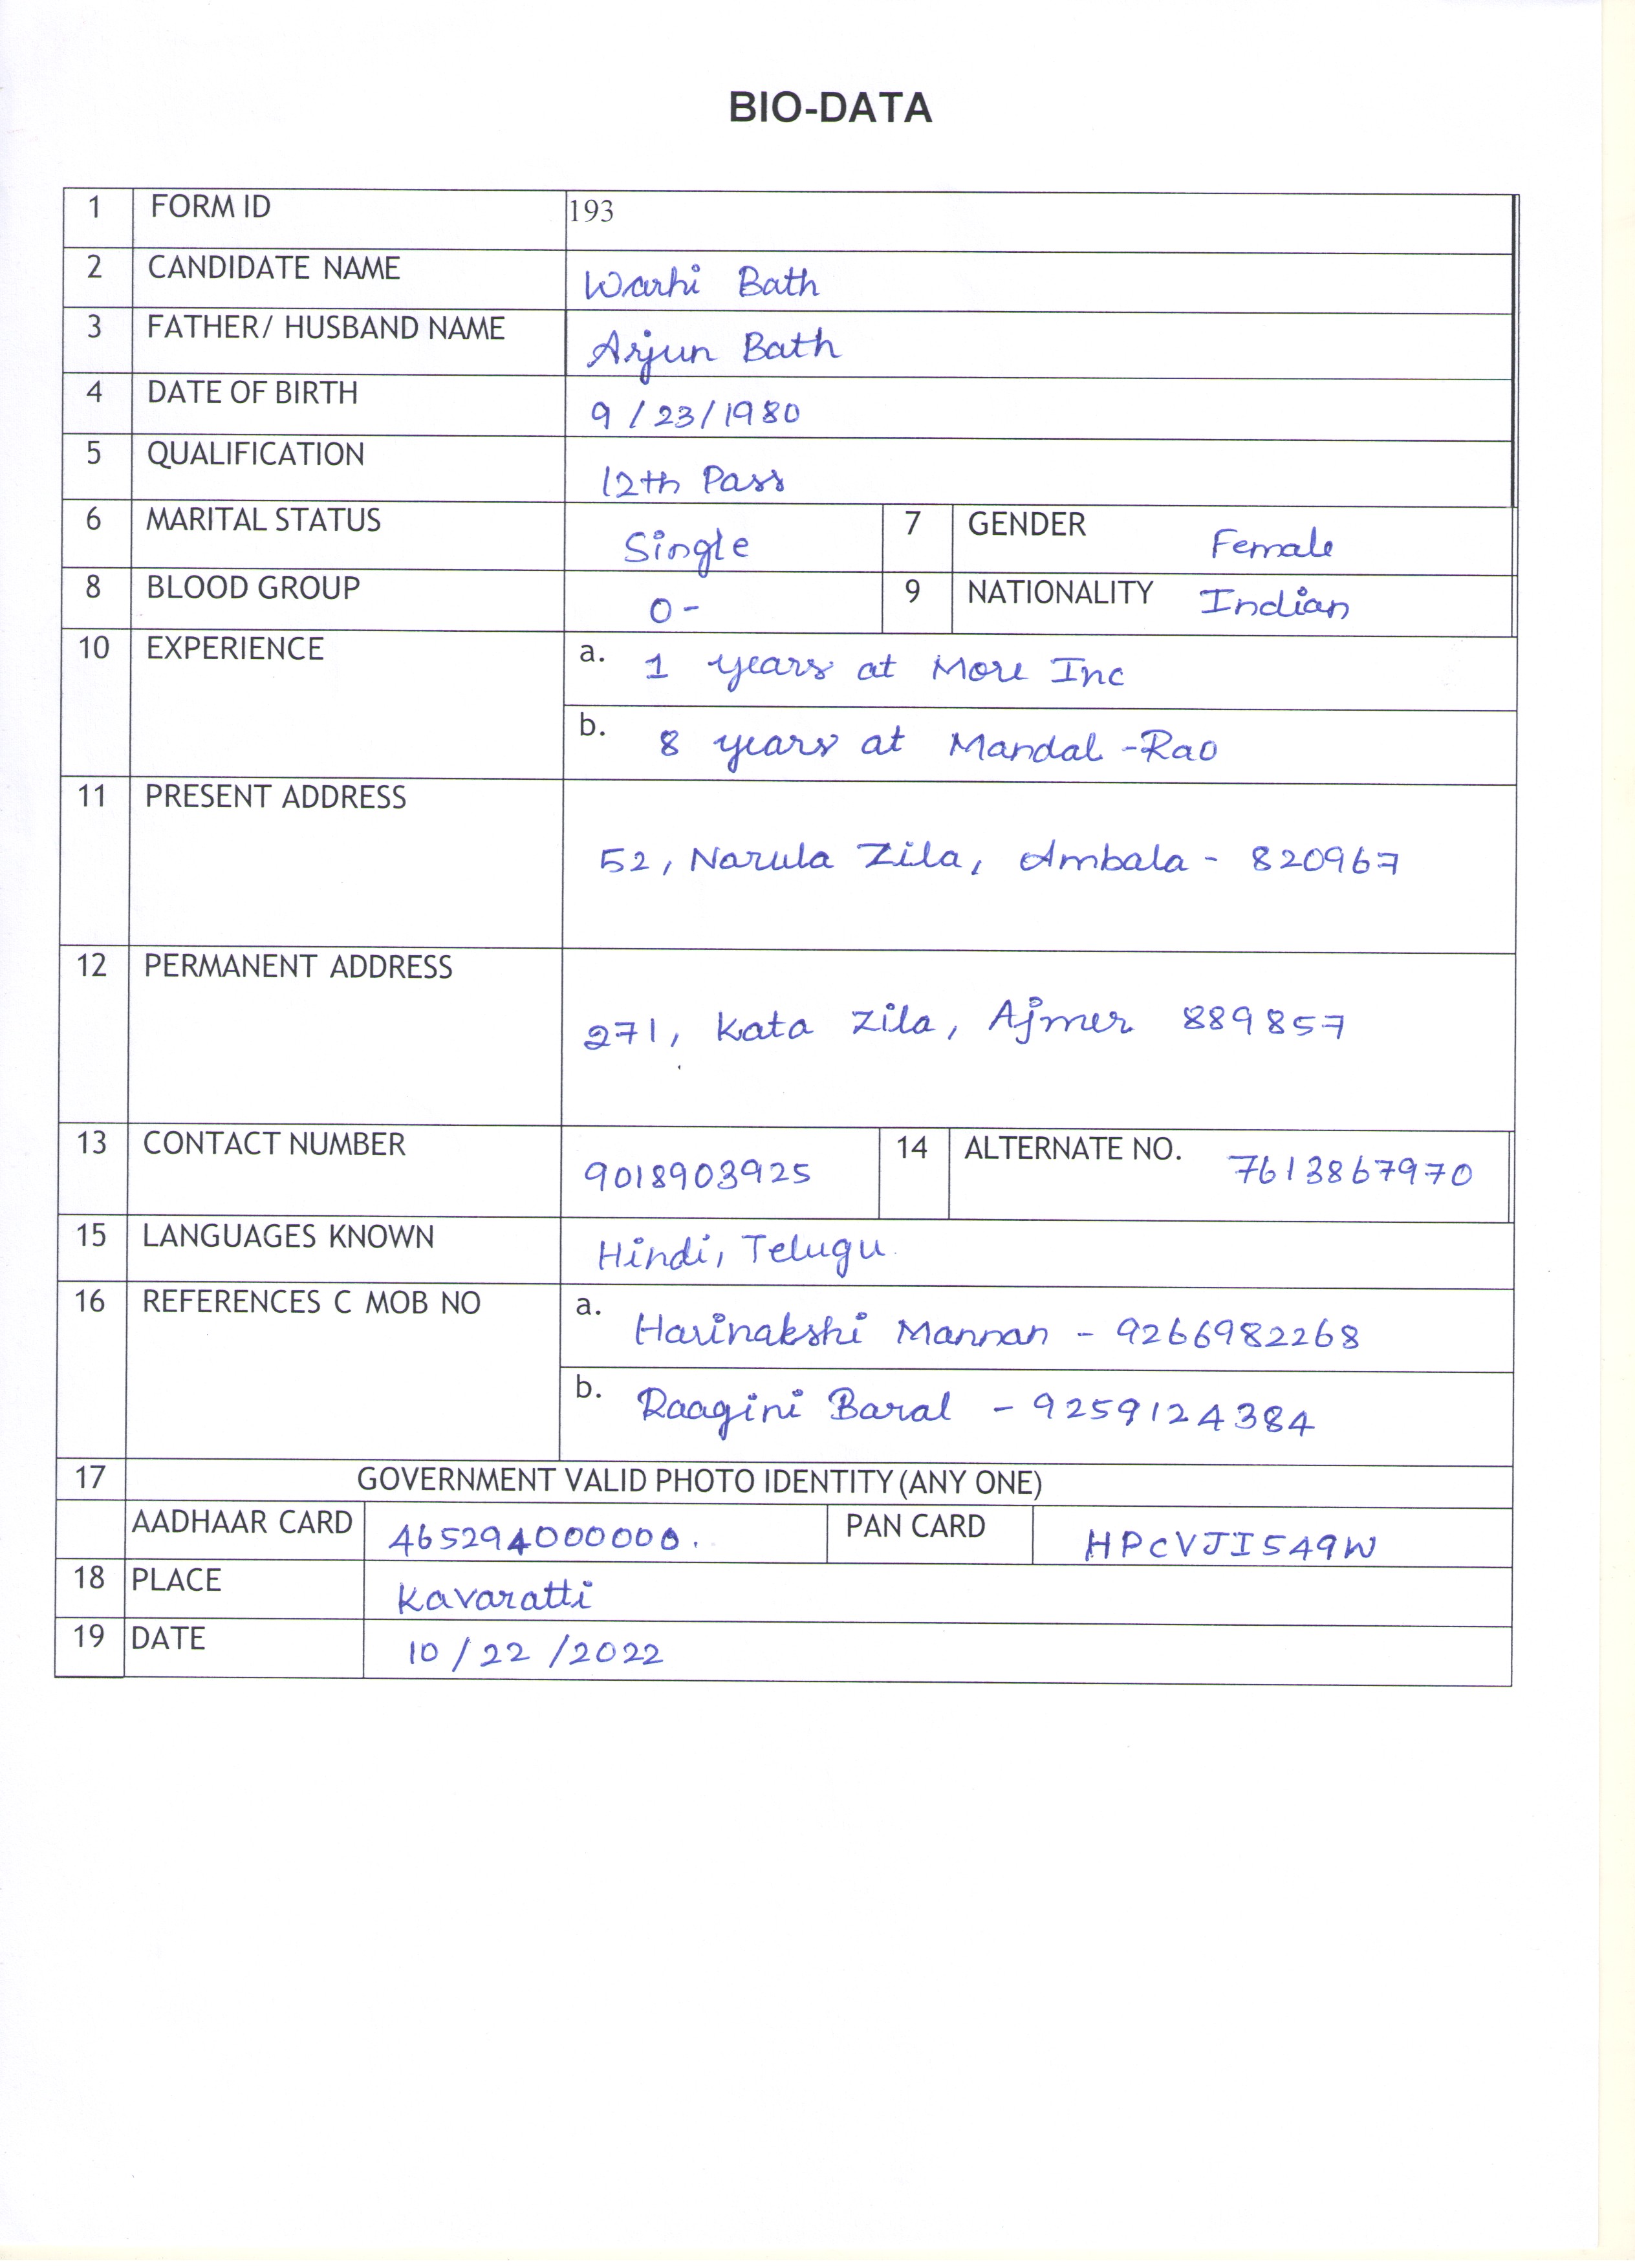 BIO-DATA
1 FORM ID 193
2 CANDIDATE NAME Warhi Bath
3 FATHER/ HUSBAND NAME Arjun Bath
4 DATE OF BIRTH 9/23/1980
5 QUALIFICATION 12th Pass
6 MARITAL STATUS Single 7 GENDER Female
8 BLOOD GROUP O- 9 NATIONALITY Indian
10 EXPERIENCE a. 1 years at More Inc
b. 8 years at Mandal-Rao
11 PRESENT ADDRESS
52, Narula Zila, Ambala - 820967
12 PERMANENT ADDRESS
271, Kata Zila, Ajmer 889857
13 CONTACT NUMBER 9018903925 14 ALTERNATE NO. 7613867970
15 LANGUAGES KNOWN Hindi, Telugu
16 REFERENCES C MOB NO a. Harinakshi Mannan - 9266982268
b. Raagini Baral - 9259124384
17 GOVERNMENT VALID PHOTO IDENTITY (ANY ONE)
AADHAAR CARD 465294000000. PAN CARD HPCVJI549W
18 PLACE Kavaratti
19 DATE 10/22/2022